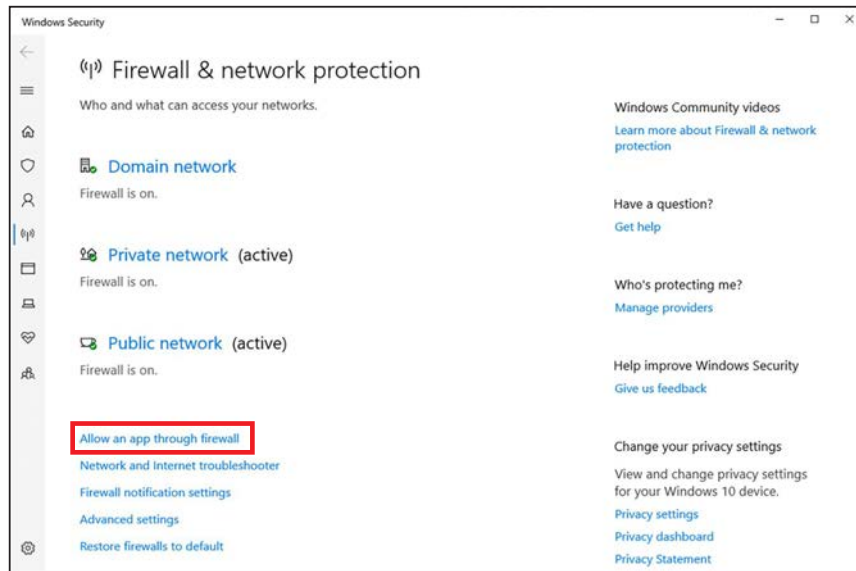 Windows Security
Firewall & network protection
Who and what can access your networks.
Domain network
Firewall is on.
Private network (active)
Firewall is on.
Public network (active)
Firewall is on.
Allow an app through firewall
Network and Internet troubleshooter
Firewall notification settings
Advanced settings
Restore firewalls to default
Windows Community videos
Learn more about Firewall & network
protection
Have a question?
Get help
Who's protecting me?
Manage providers
Help improve Windows Security
Give us feedback
Change your privacy settings
View and change privacy settings
for your Windows 10 device.
Privacy settings
Privacy dashboard
Privacy Statement